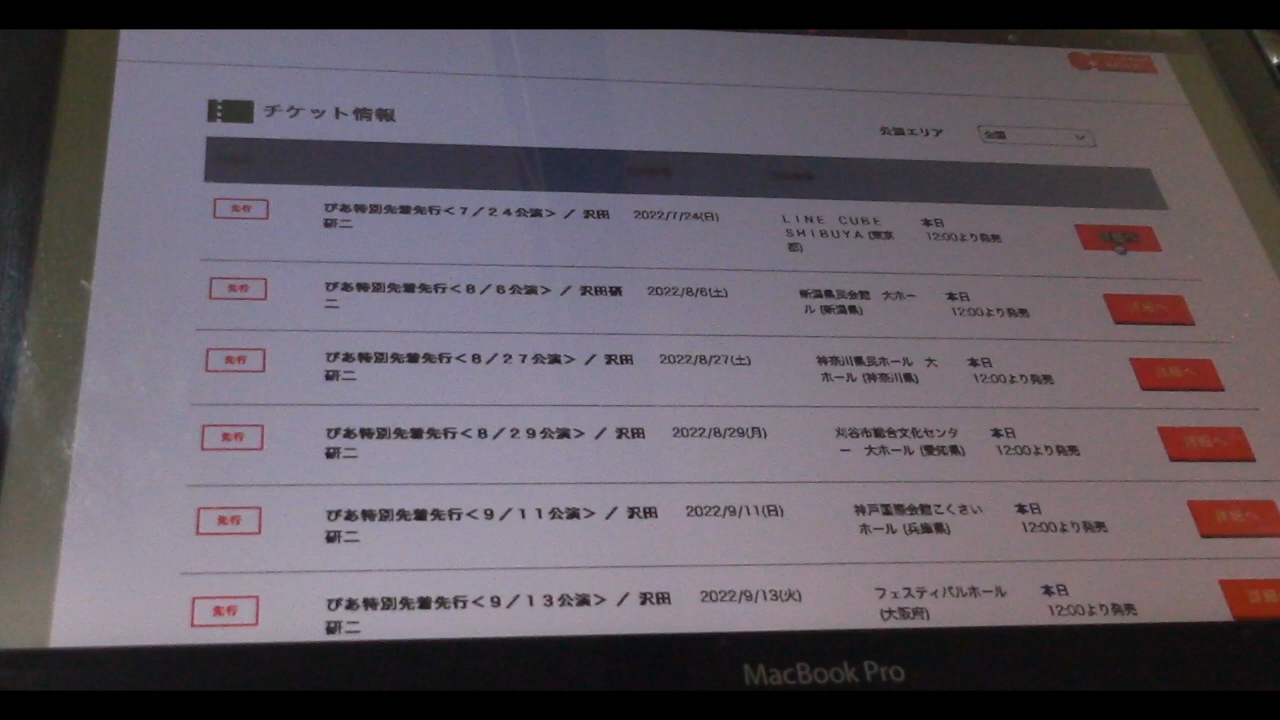 チケット情報
公演エリア 全国
先行 ぴあ特別先着先行<7/24公演> / 沢田 2022/7/24(日) LINE CUBE 本日
研二 SHIBUYA (東京 12:00より発売
都)
先行 ぴあ特別先着先行<8/6公演> / 沢田研 2022/8/6(土) 新潟県民会館 大ホー 本日 詳細へ
二 ル (新潟県) 12:00より発売
先行 ぴあ特別先着先行<8/27公演> / 沢田 2022/8/27(土) 神奈川県民ホール 大 本日 詳細へ
研二 ホール (神奈川県) 12:00より発売
先行 ぴあ特別先着先行<8/29公演> / 沢田 2022/8/29(月) 刈谷市総合文化センタ 本日 詳細へ
研二 ー 大ホール (愛知県) 12:00より発売
先行 ぴあ特別先着先行<9/11公演> / 沢田 2022/9/11(日) 神戸国際会館こくさい 本日 詳細へ
研二 ホール (兵庫県) 12:00より発売
先行 ぴあ特別先着先行<9/13公演> / 沢田 2022/9/13(火) フェスティバルホール 本日 詳細
研二 (大阪府) 12:00より発売
MacBook Pro